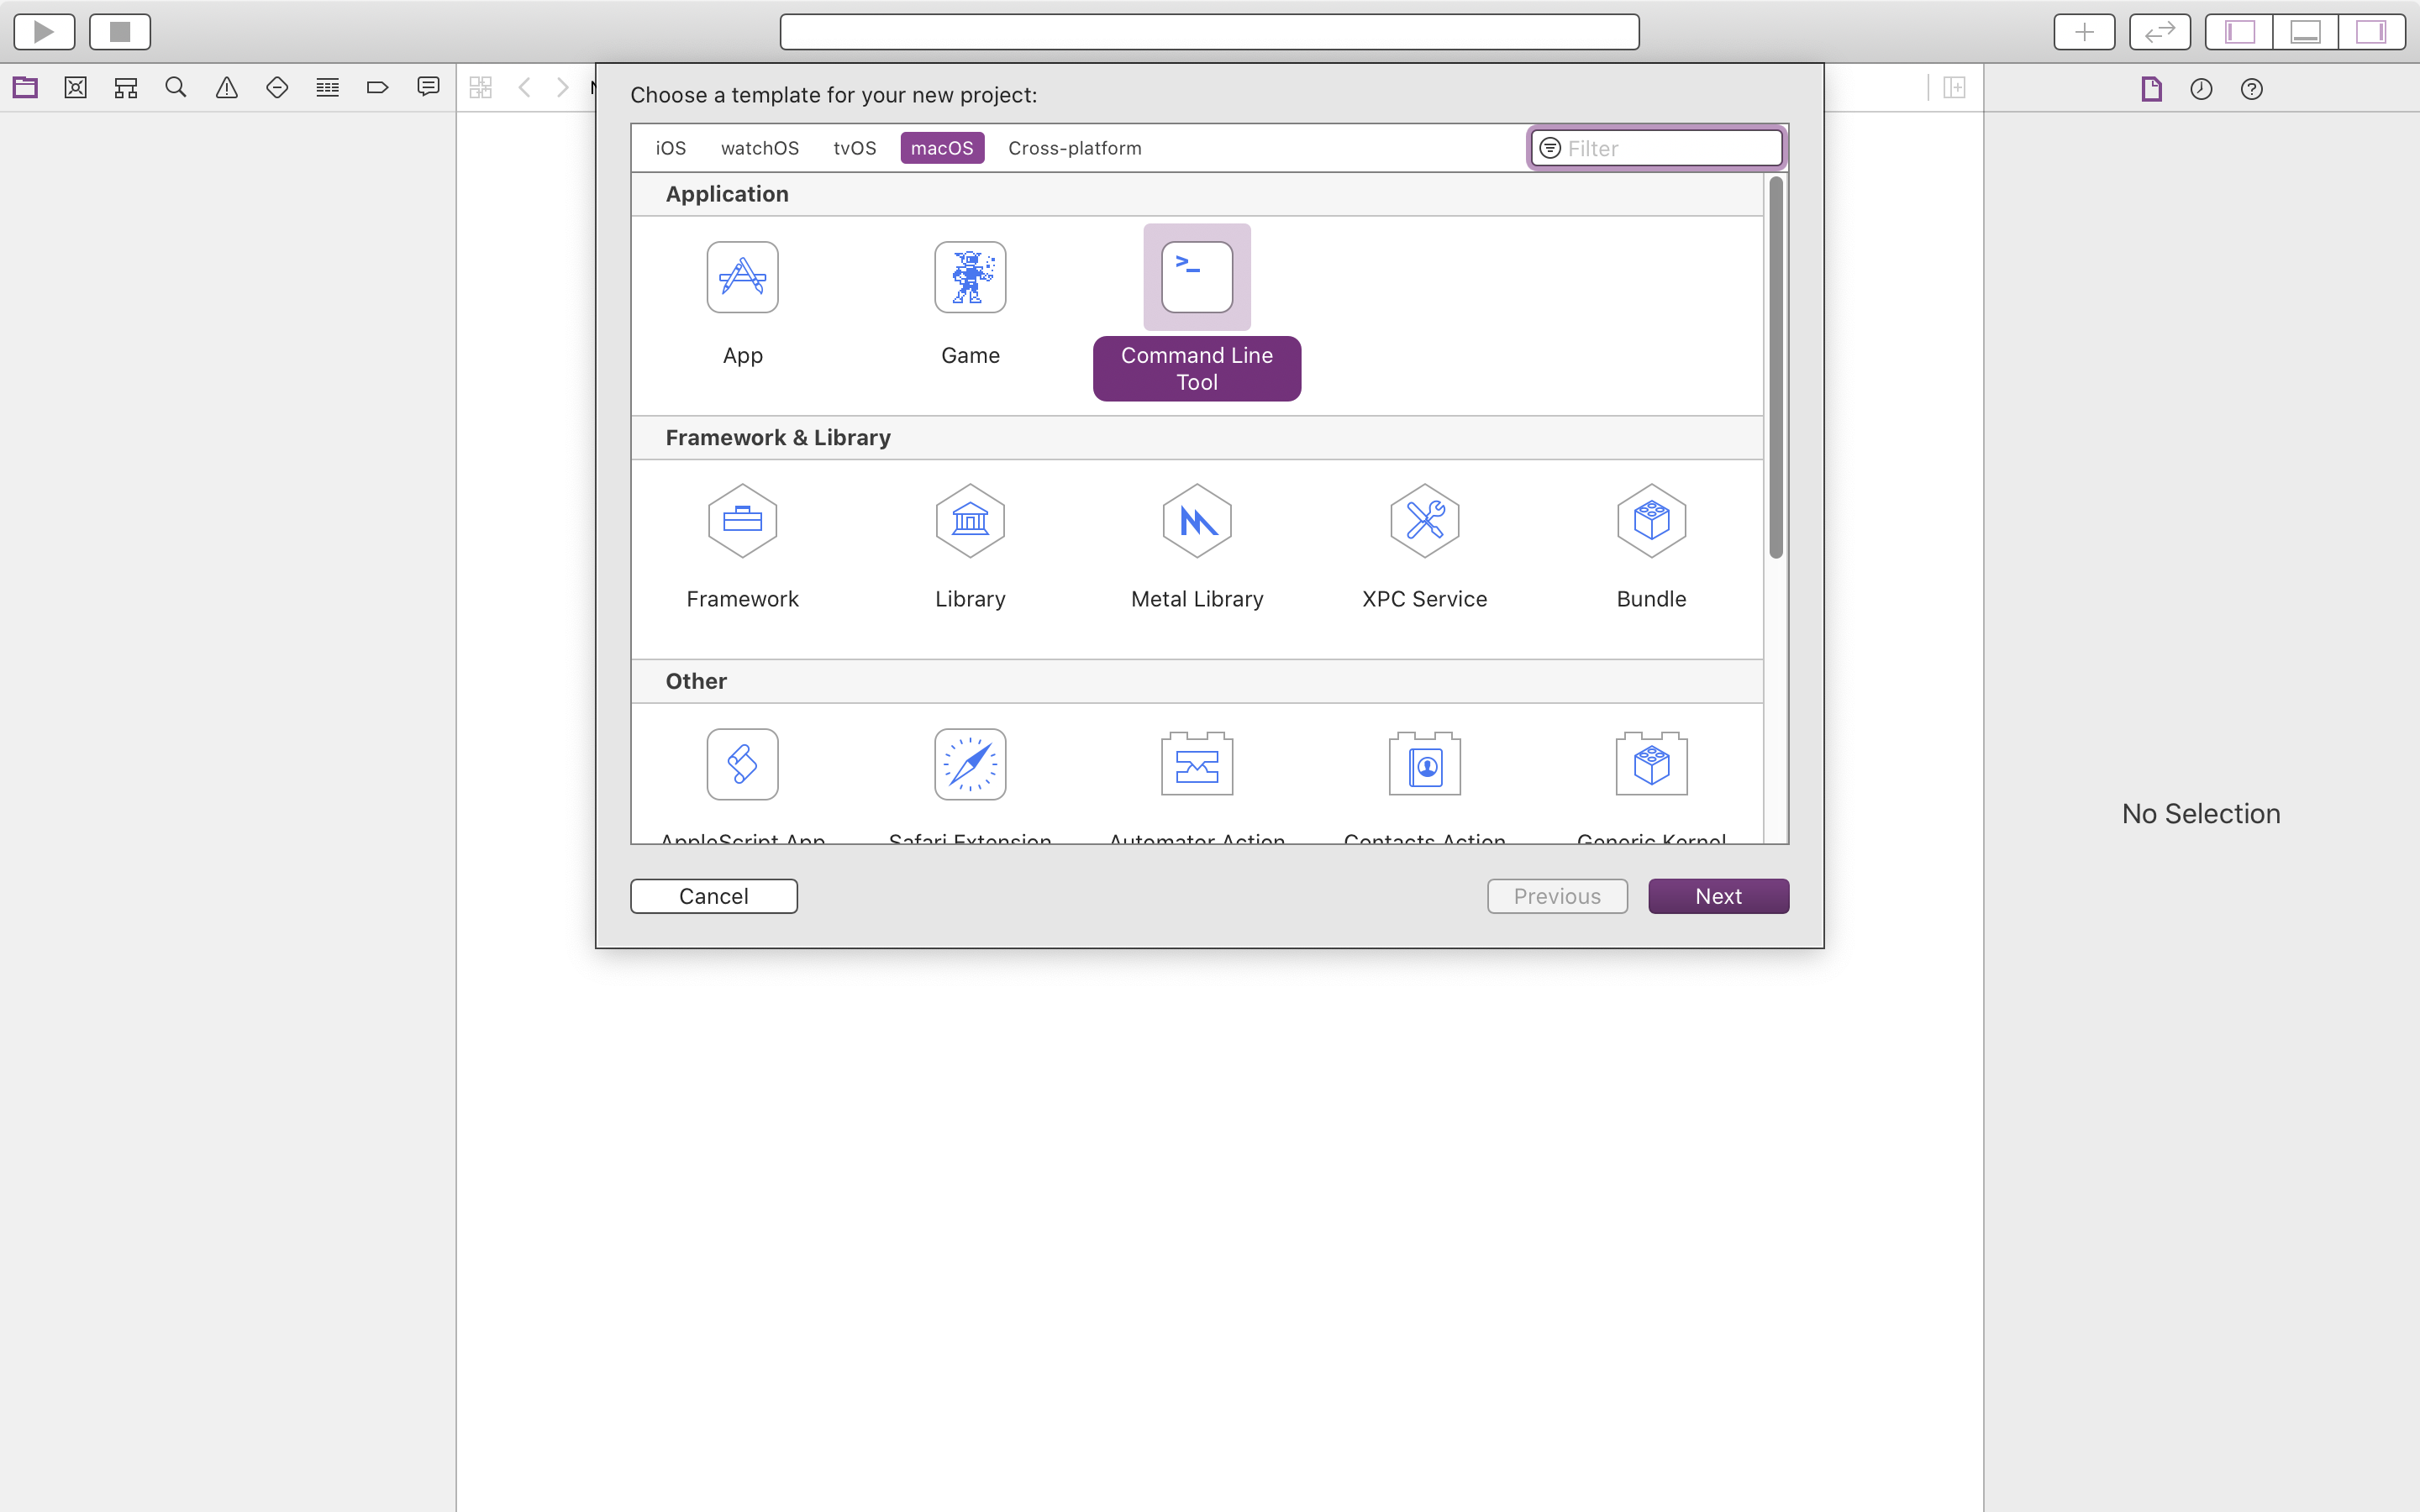 Choose a template for your new project:
iOS watchOS tvOS macOS Cross-platform Filter
Application
App Game Command Line
Tool
Framework & Library
Framework Library Metal Library XPC Service Bundle
Other
AppleScript App Safari Extension Automator Action Contacts Action Generic Kernel
No Selection
Cancel Previous Next